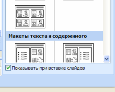 Макеты текста и содержимого
Показывать при вставке слайдов